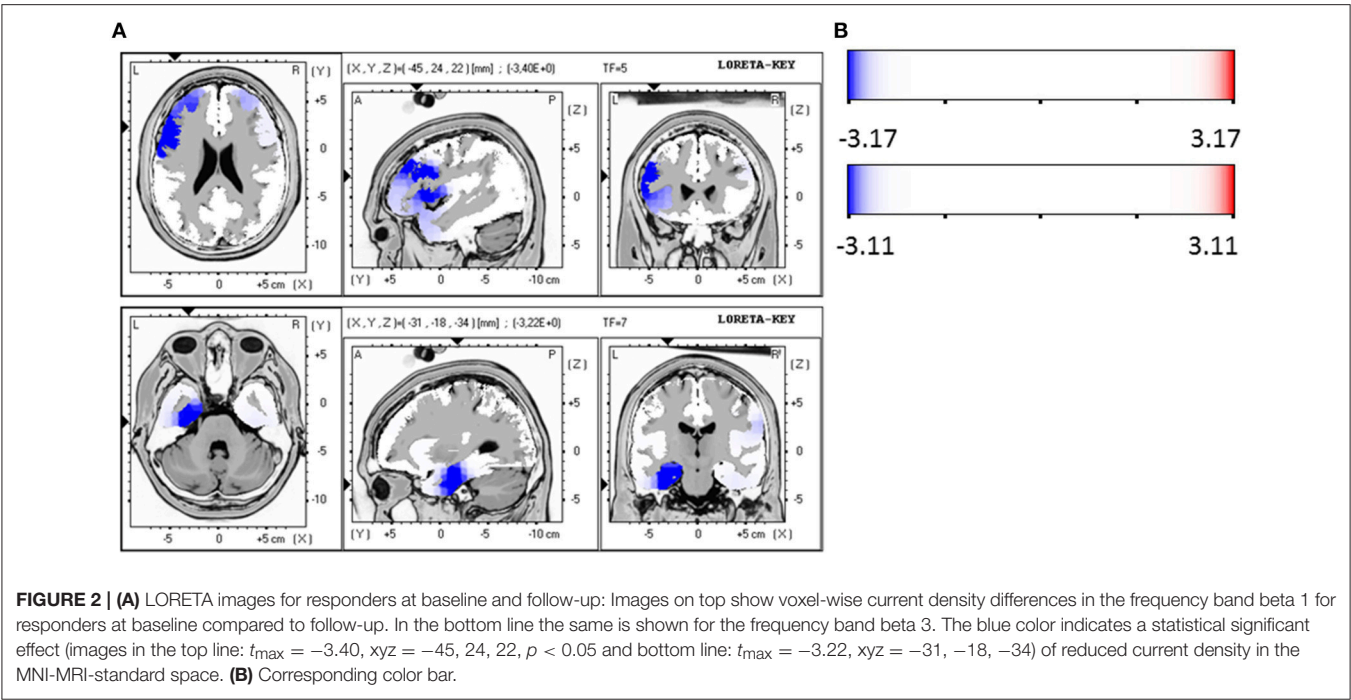 A
B
L R (Y) (X,Y,Z)=( -45 , 24 , 22 ) [mm] ; (-3,40E+0) TF=5 LORETA-KEY
A P (Z) L R (Z)
+5 +5 +5
0 0 0
-5 -5 -5
-10
-5 0 +5 cm (X) (Y) +5 0 -5 -10 cm -5 0 +5 cm (X)
-3.17 3.17
-3.11 3.11
L R (Y) (X,Y,Z)=( -31 , -18 , -34 ) [mm] ; (-3,22E+0) TF=7 LORETA-KEY
A P (Z) L R (Z)
+5 +5 +5
0 0 0
-5 -5 -5
-10
-5 0 +5 cm (X) (Y) +5 0 -5 -10 cm -5 0 +5 cm (X)
FIGURE 2 | (A) LORETA images for responders at baseline and follow-up: Images on top show voxel-wise current density differences in the frequency band beta 1 for
responders at baseline compared to follow-up. In the bottom line the same is shown for the frequency band beta 3. The blue color indicates a statistical significant
effect (images in the top line: tmax = −3.40, xyz = −45, 24, 22, p < 0.05 and bottom line: tmax = −3.22, xyz = −31, −18, −34) of reduced current density in the
MNI-MRI-standard space. (B) Corresponding color bar.